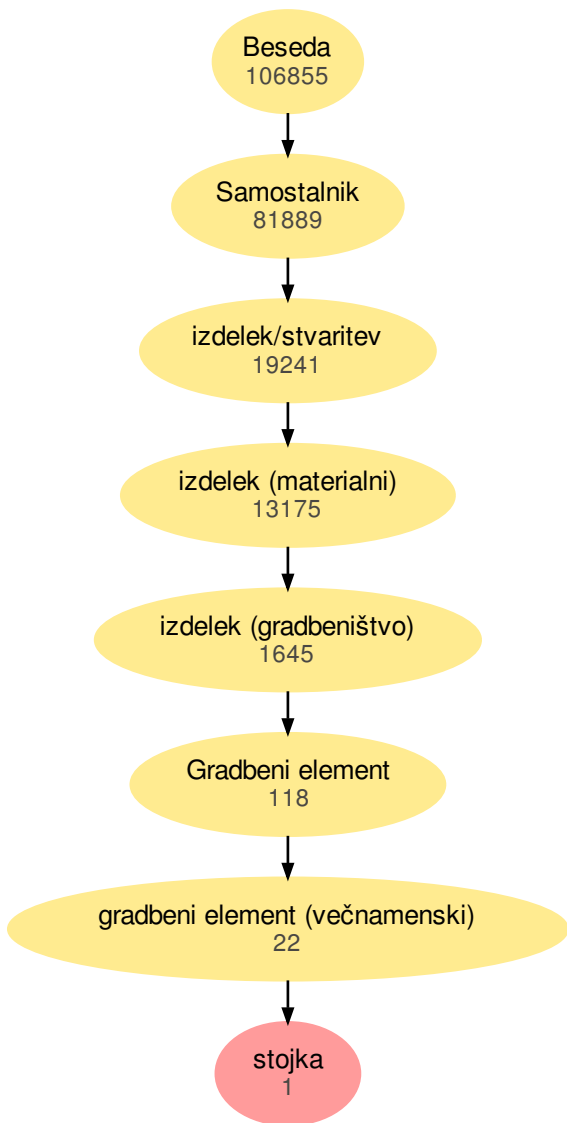 Beseda
106855
Samostalnik
81889
izdelek/stvaritev
19241
izdelek (materialni)
13175
izdelek (gradbeništvo)
1645
Gradbeni element
118
gradbeni element (večnamenski)
22
stojka
1